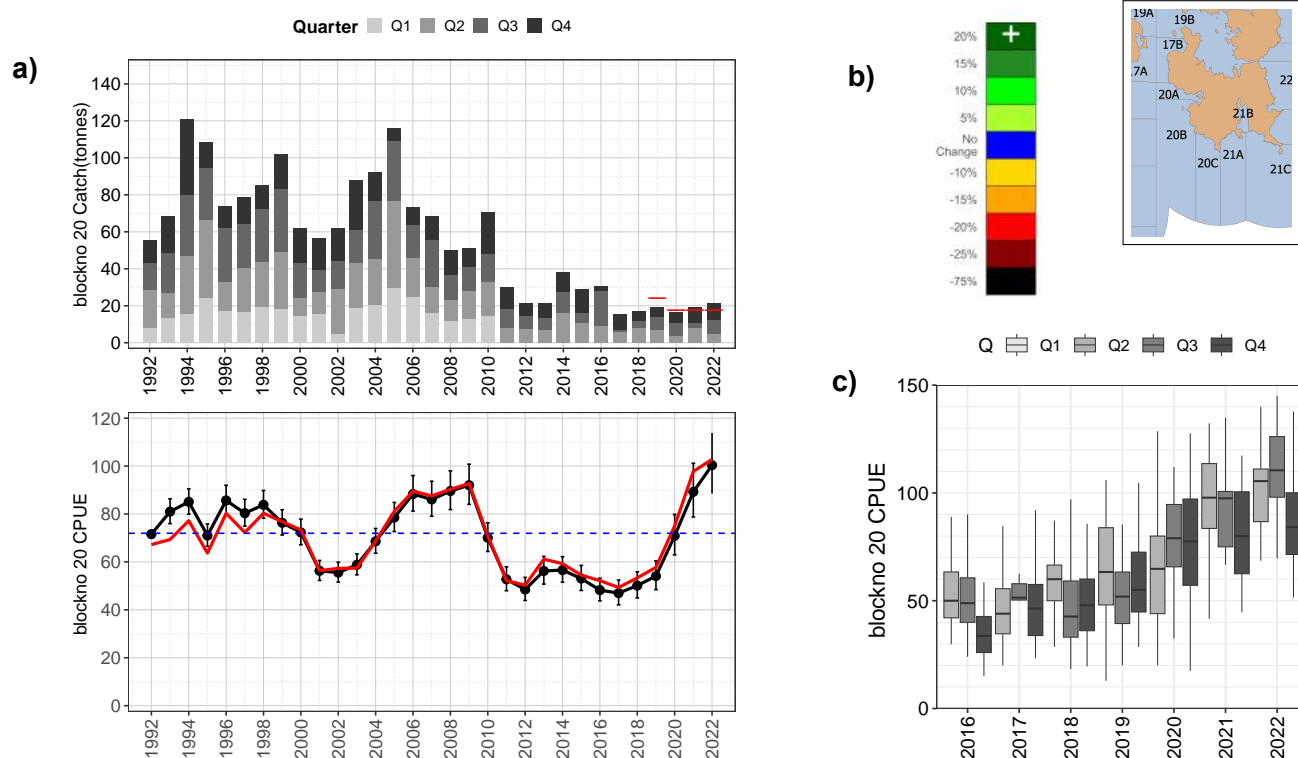 Quarter Q1 Q2 Q3 Q4
a)
blockno 20 Catch(tonnes)
140
120
100
80
60
40
20
0
1992 1994 1996 1998 2000 2002 2004 2006 2008 2010 2012 2014 2016 2018 2020 2022
blockno 20 CPUE
120
100
80
60
40
20
0
1992 1994 1996 1998 2000 2002 2004 2006 2008 2010 2012 2014 2016 2018 2020 2022
b)
20%
15%
10%
5%
No
Change
-10%
-15%
-20%
-25%
-75%
+
19A
19B
17B
7A
22
20A
21B
20B
21A
20C
21C
Q Q1 Q2 Q3 Q4
c)
blockno 20 CPUE
150
100
50
0
2016 2017 2018 2019 2020 2021 2022